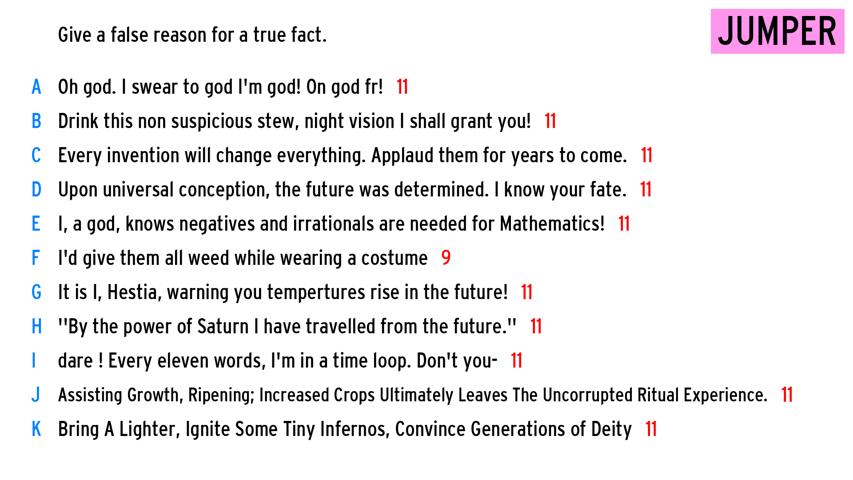 Give a false reason for a true fact.
JUMPER
A Oh god. I swear to god I'm god! On god fr! 11
B Drink this non suspicious stew, night vision I shall grant you! 11
C Every invention will change everything. Applaud them for years to come. 11
D Upon universal conception, the future was determined. I know your fate. 11
E I, a god, knows negatives and irrationals are needed for Mathematics! 11
F I'd give them all weed while wearing a costume 9
G It is I, Hestia, warning you tempertures rise in the future! 11
H "By the power of Saturn I have travelled from the future." 11
I dare ! Every eleven words, I'm in a time loop. Don't you- 11
J Assisting Growth, Ripening; Increased Crops Ultimately Leaves The Uncorrupted Ritual Experience. 11
K Bring A Lighter, Ignite Some Tiny Infernos, Convince Generations of Deity 11